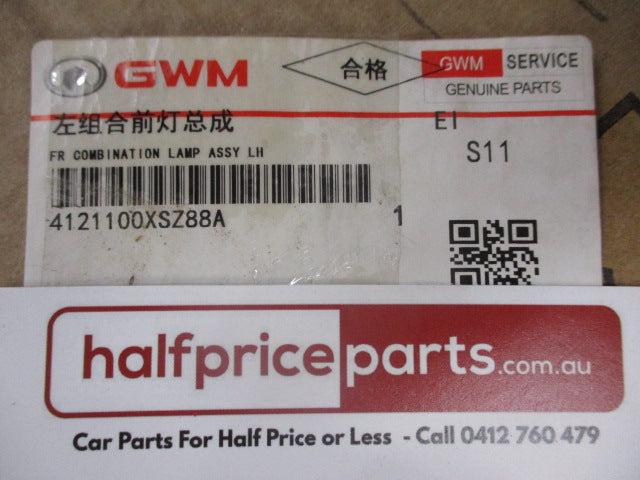 GWM 合格 GWM SERVICE
GENUINE PARTS
左组合前灯总成 EI
FR COMBINATION LAMP ASSY LH S11
4121100XSZ88A 1
halfpriceparts.com.au
Car Parts For Half Price or Less - Call 0412 760 479